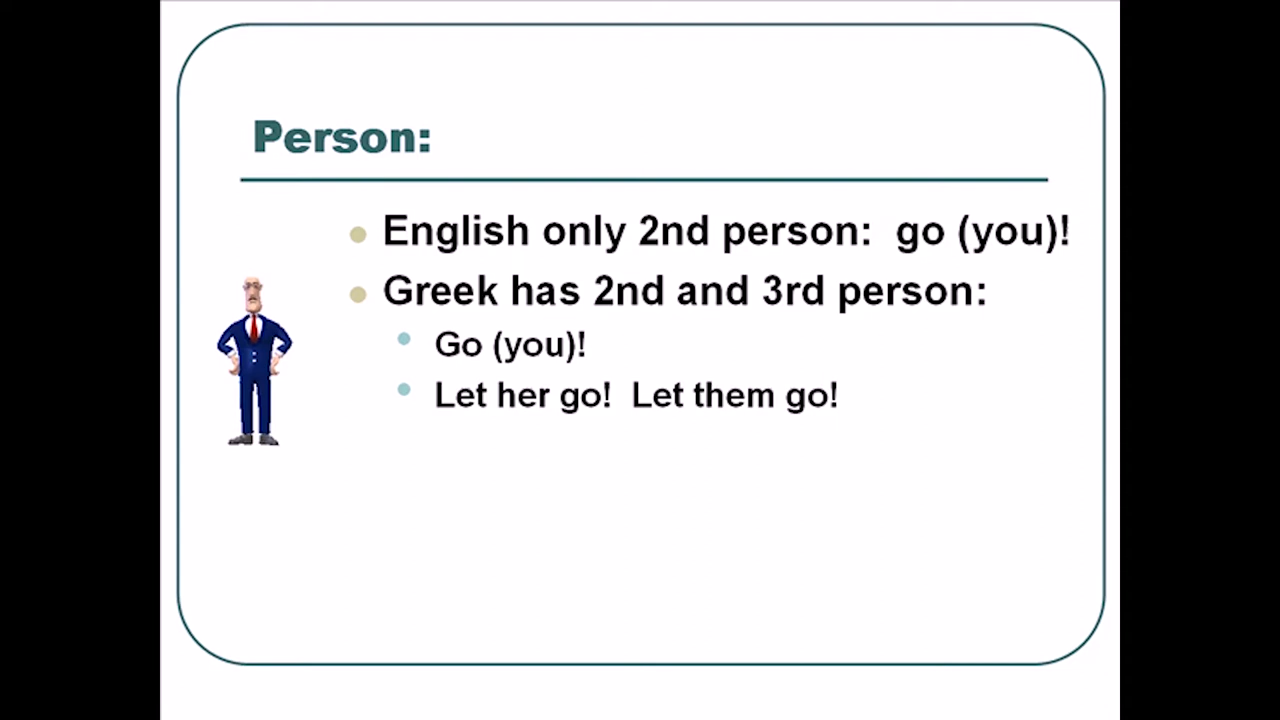 Person:
English only 2nd person:  go (you)!
Greek has 2nd and 3rd person:
Go (you)!
Let her go!  Let them go!